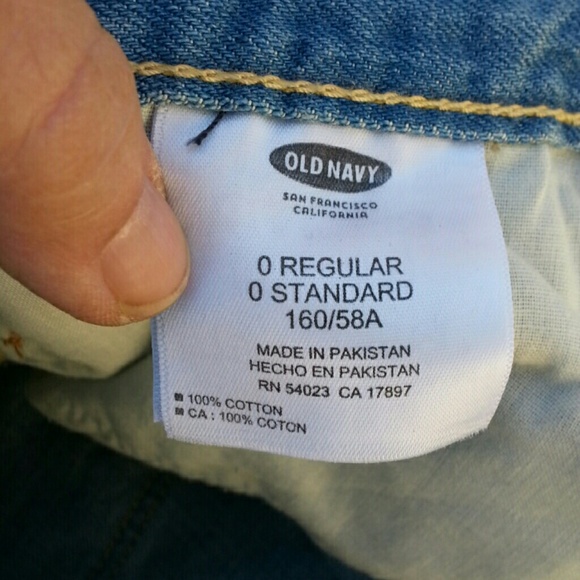 OLD NAVY
SAN FRANCISCO
CALIFORNIA
0 REGULAR
0 STANDARD
160/58A
MADE IN PAKISTAN
HECHO EN PAKISTAN
RN 54023 CA 17897
100% COTTON
CA : 100% COTON